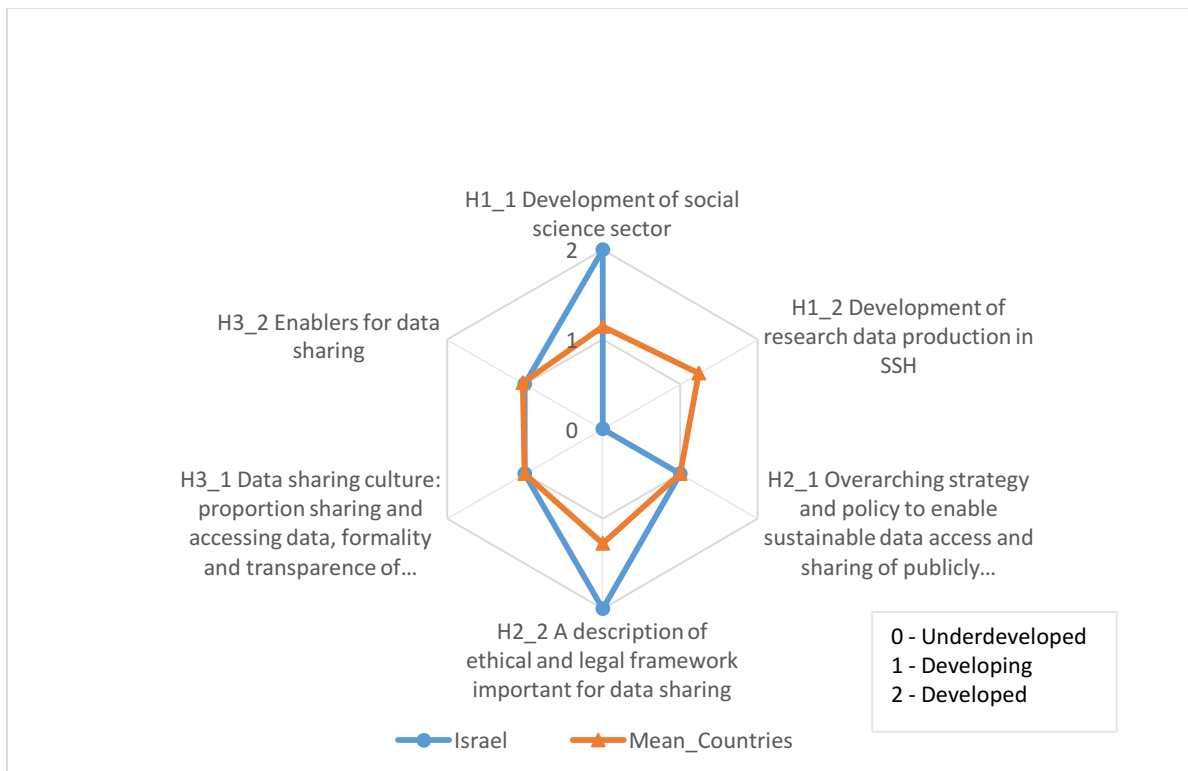 H1_1 Development of social
science sector
2
1
0
H1_2 Development of
research data production in
SSH
H3_2 Enablers for data
sharing
H3_1 Data sharing culture:
proportion sharing and
accessing data, formality
and transparence of…
H2_1 Overarching strategy
and policy to enable
sustainable data access and
sharing of publicly…
H2_2 A description of
ethical and legal framework
important for data sharing
0 - Underdeveloped
1 - Developing
2 - Developed
Israel
Mean_Countries